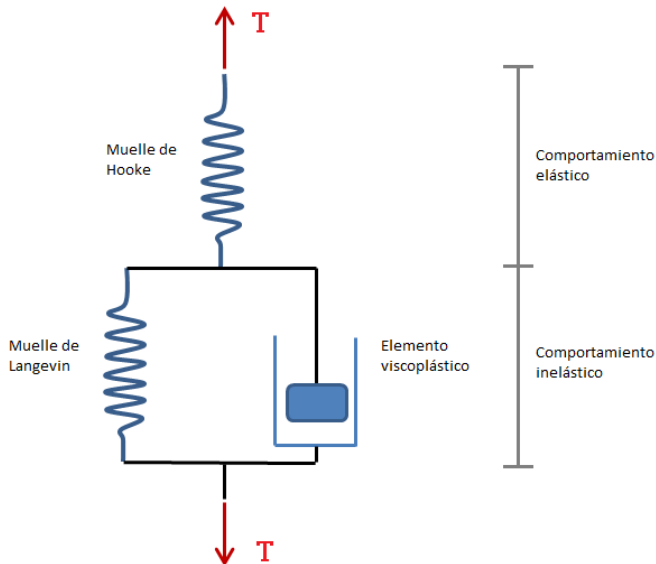 T
Muelle de
Hooke
Comportamiento
elástico
Muelle de
Langevin
Elemento
viscoplástico
Comportamiento
inelástico
T